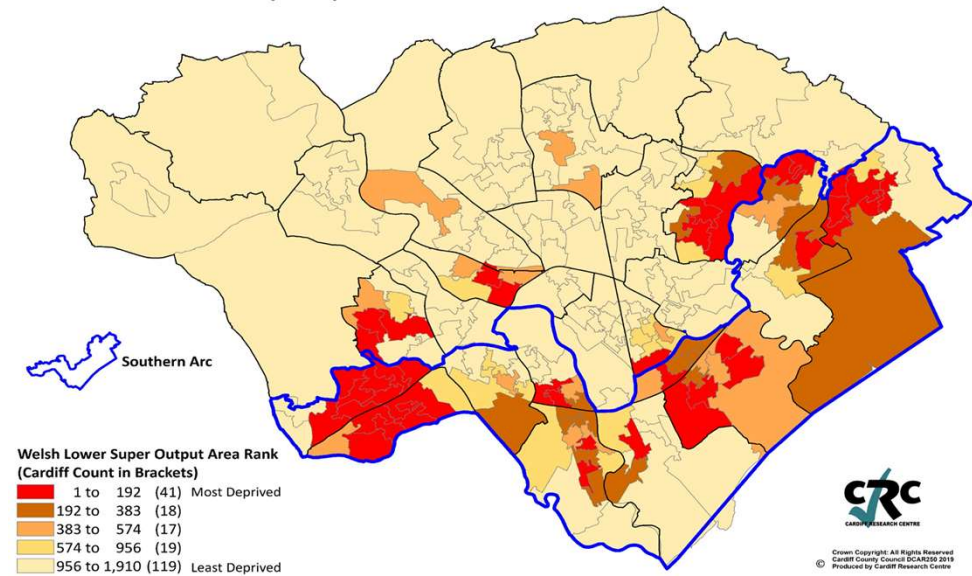 Southern Arc
Welsh Lower Super Output Area Rank
(Cardiff Count in Brackets)
1 to 192 (41) Most Deprived
192 to 383 (18)
383 to 574 (17)
574 to 956 (19)
956 to 1,910 (119) Least Deprived
CRC
CARDIFF RESEARCH CENTRE
Crown Copyright: All Rights Reserved
Cardiff County Council DCAR250 2019
© Produced by Cardiff Research Centre